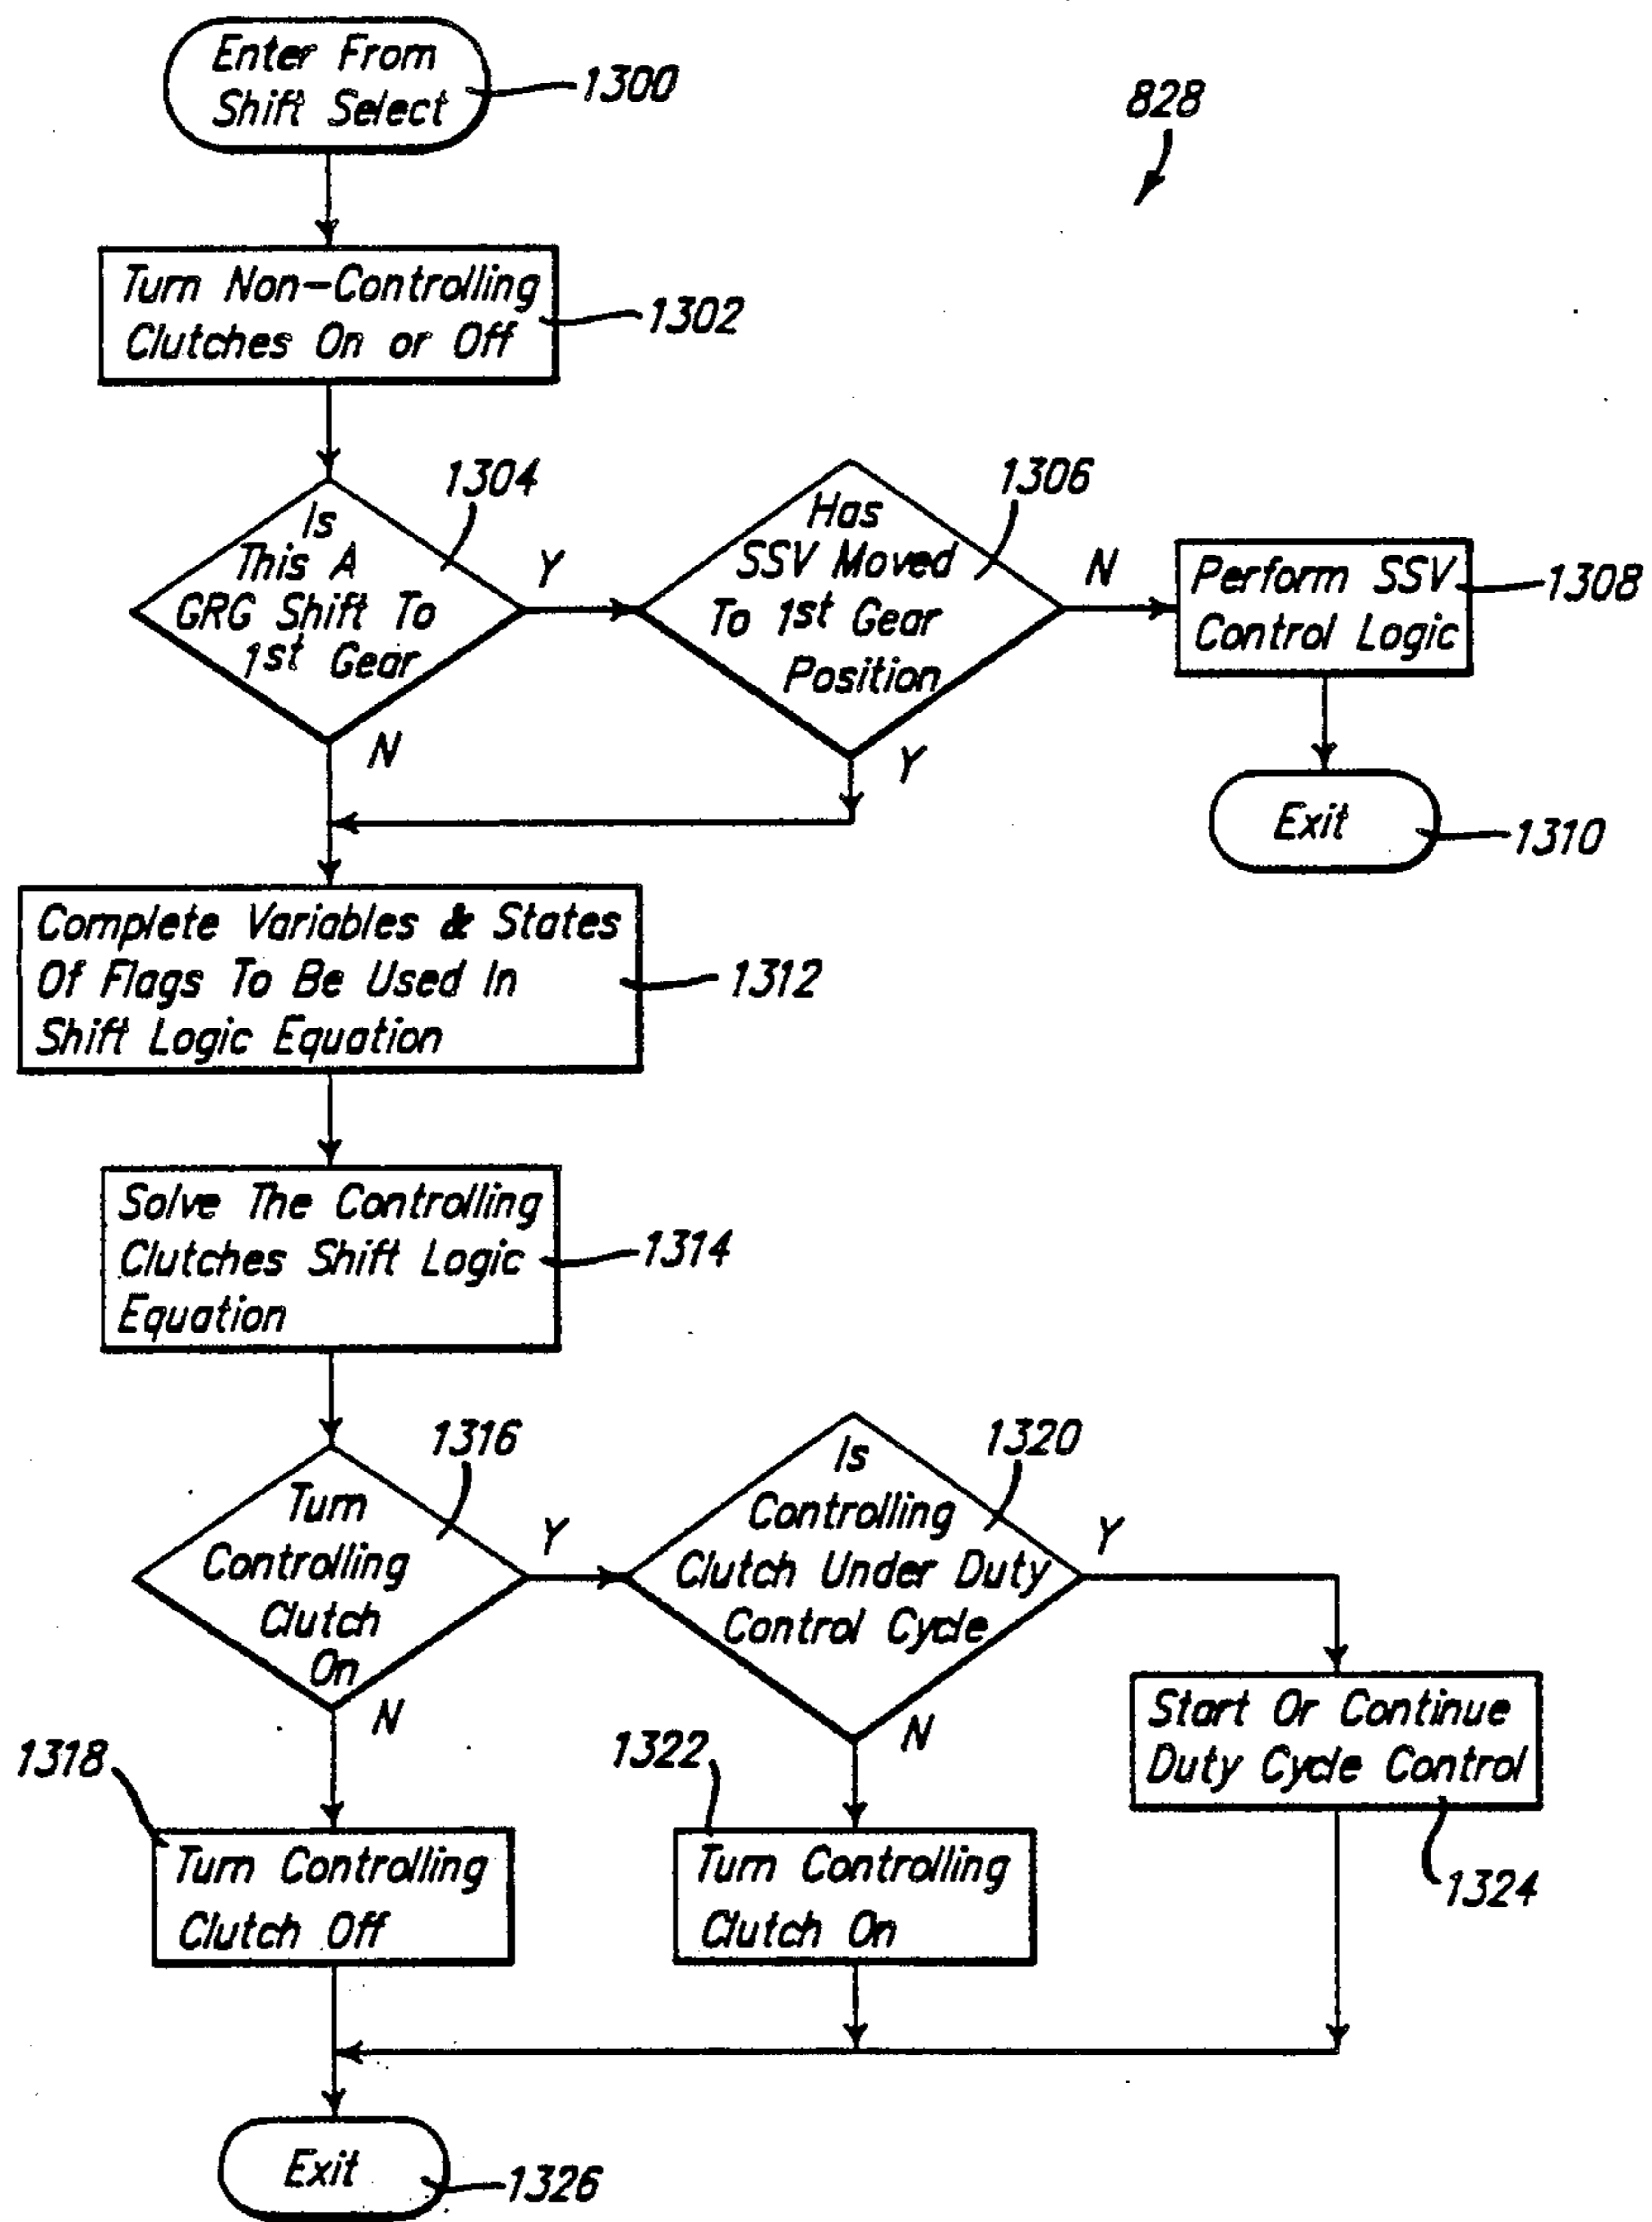 Enter From
Shift Select
1300
828
Turn Non-Controlling
Clutches On or Off
1302
1304
Is
This A
GRG Shift To
1st Gear
Y
N
1306
Has
SSV Moved
To 1st Gear
Position
N
Y
Perform SSV
Control Logic
1308
Exit
1310
Complete Variables & States
Of Flags To Be Used In
Shift Logic Equation
1312
Solve The Controlling
Clutches Shift Logic
Equation
1314
1316
Turn
Controlling
Clutch
On
Y
N
1320
Is
Controlling
Clutch Under Duty
Control Cycle
Y
N
1318
Turn Controlling
Clutch Off
1322
Turn Controlling
Clutch On
Start Or Continue
Duty Cycle Control
1324
Exit
1326